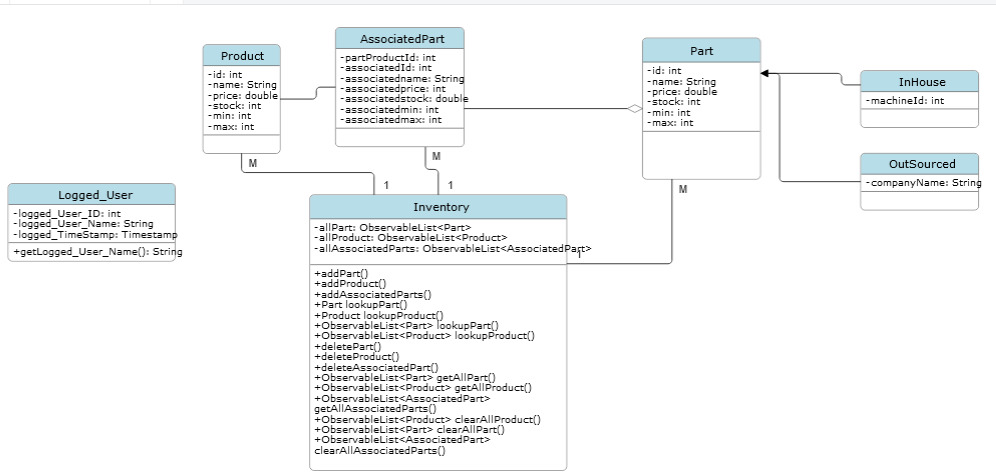 Product
-id: int
-name: String
-price: double
-stock: int
-min: int
-max: int
AssociatedPart
-partProductId: int
-associatedId: int
-associatedname: String
-associatedprice: int
-associatedstock: double
-associatedmin: int
-associatedmax: int
Part
-id: int
-name: String
-price: double
-stock: int
-min: int
-max: int
InHouse
-machineId: int
OutSourced
-companyName: String
M
M
M
1
1
1
Logged_User
-logged_User_ID: int
-logged_User_Name: String
-logged_TimeStamp: Timestamp
+getLogged_User_Name(): String
Inventory
-allPart: ObservableList<Part>
-allProduct: ObservableList<Product>
-allAssociatedParts: ObservableList<AssociatedPart>
+addPart()
+addProduct()
+addAssociatedParts()
+Part lookupPart()
+Product lookupProduct()
+ObservableList<Part> lookupPart()
+ObservableList<Product> lookupProduct()
+deletePart()
+deleteProduct()
+deleteAssociatedPart()
+ObservableList<Part> getAllPart()
+ObservableList<Product> getAllProduct()
+ObservableList<AssociatedPart>
getAllAssociatedParts()
+ObservableList<Product> clearAllProduct()
+ObservableList<Part> clearAllPart()
+ObservableList<AssociatedPart>
clearAllAssociatedParts()